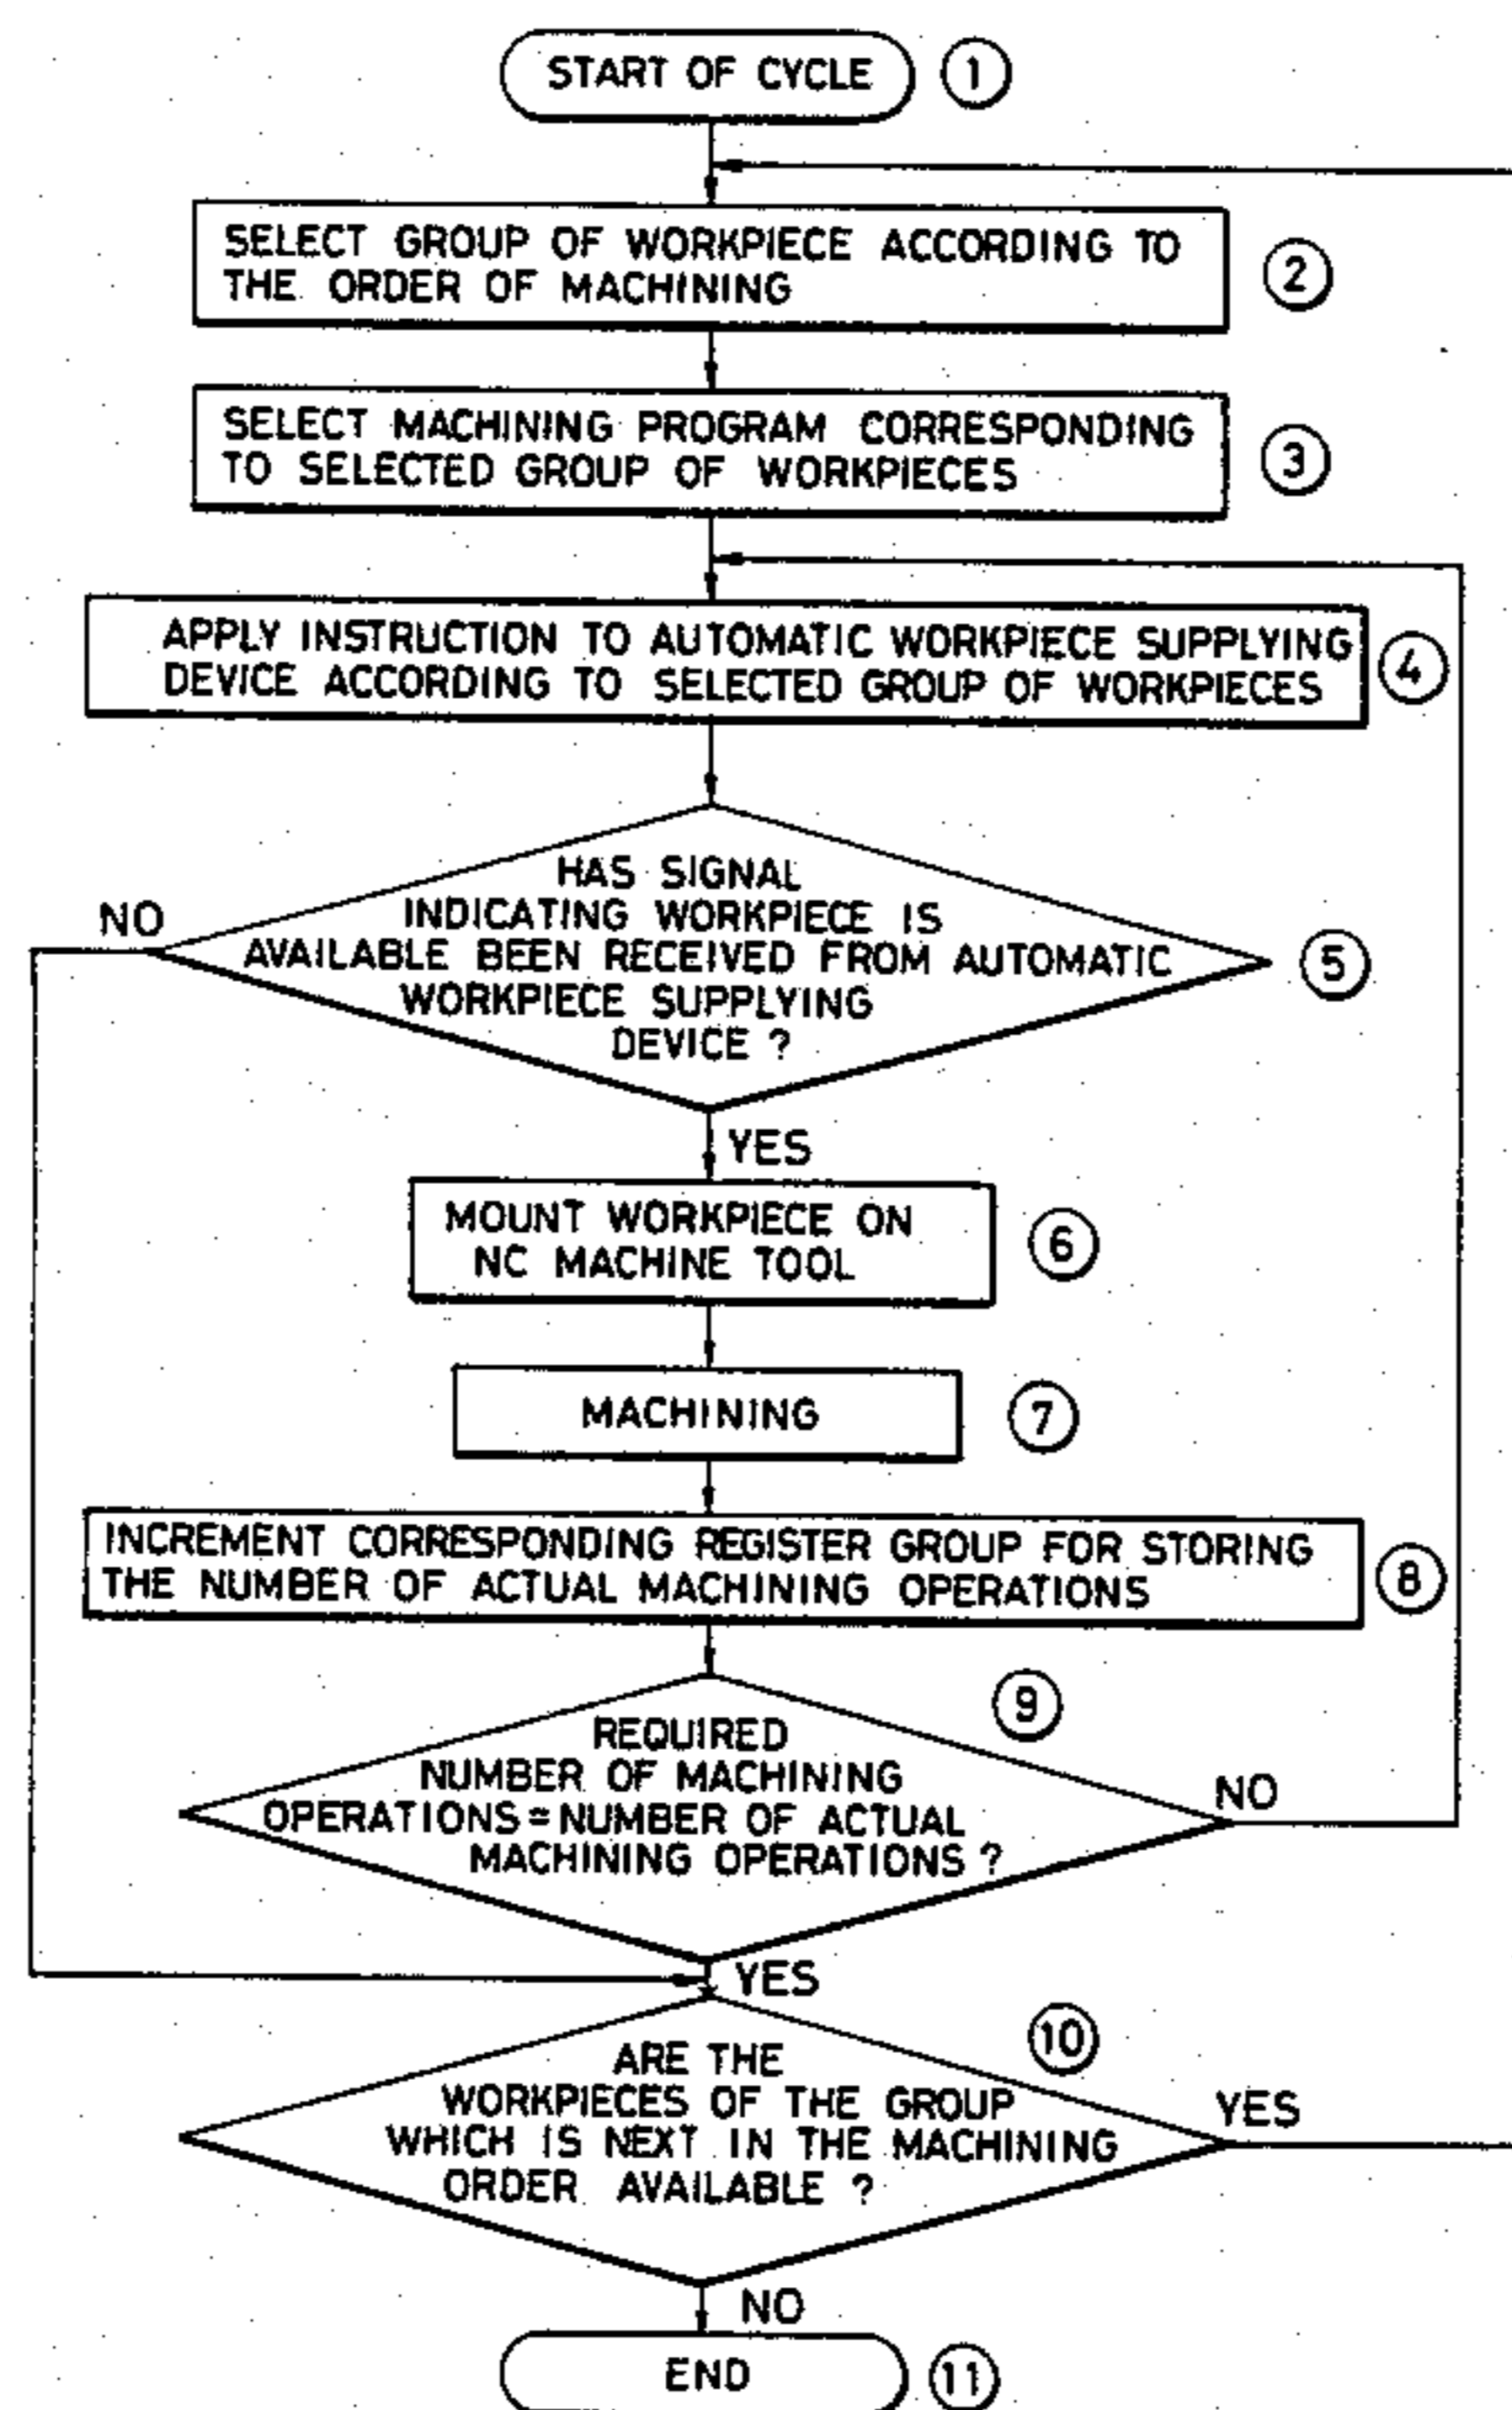 START OF CYCLE 1
SELECT GROUP OF WORKPIECE ACCORDING TO
THE ORDER OF MACHINING
2
SELECT MACHINING PROGRAM CORRESPONDING
TO SELECTED GROUP OF WORKPIECES
3
APPLY INSTRUCTION TO AUTOMATIC WORKPIECE SUPPLYING
DEVICE ACCORDING TO SELECTED GROUP OF WORKPIECES
4
HAS SIGNAL
INDICATING WORKPIECE IS
AVAILABLE BEEN RECEIVED FROM AUTOMATIC
WORKPIECE SUPPLYING
DEVICE ?
NO
5
YES
MOUNT WORKPIECE ON
NC MACHINE TOOL
6
MACHINING 7
INCREMENT CORRESPONDING REGISTER GROUP FOR STORING
THE NUMBER OF ACTUAL MACHINING OPERATIONS
8
9
REQUIRED
NUMBER OF MACHINING
OPERATIONS = NUMBER OF ACTUAL
MACHINING OPERATIONS ?
NO
YES
10
ARE THE
WORKPIECES OF THE GROUP
WHICH IS NEXT IN THE MACHINING
ORDER AVAILABLE ?
YES
NO
END 11